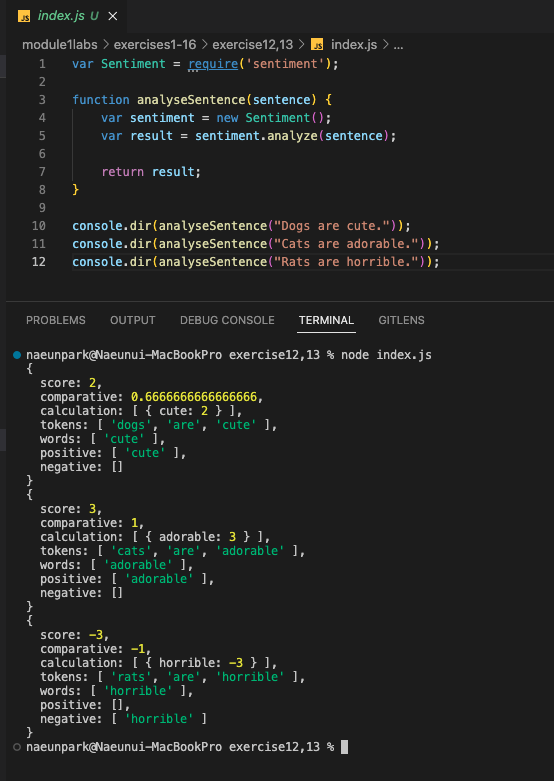 JS index.js U ×
module1labs > exercises1-16 > exercise12,13 > JS index.js > ...
1 var Sentiment = require('sentiment');
2
3 function analyseSentence(sentence) {
4     var sentiment = new Sentiment();
5     var result = sentiment.analyze(sentence);
6
7     return result;
8 }
9
10 console.dir(analyseSentence("Dogs are cute."));
11 console.dir(analyseSentence("Cats are adorable."));
12 console.dir(analyseSentence("Rats are horrible."));
PROBLEMS OUTPUT DEBUG CONSOLE TERMINAL GITLENS
naeunpark@Naeunui-MacBookPro exercise12,13 % node index.js
{
  score: 2,
  comparative: 0.6666666666666666,
  calculation: [ { cute: 2 } ],
  tokens: [ 'dogs', 'are', 'cute' ],
  words: [ 'cute' ],
  positive: [ 'cute' ],
  negative: []
}
{
  score: 3,
  comparative: 1,
  calculation: [ { adorable: 3 } ],
  tokens: [ 'cats', 'are', 'adorable' ],
  words: [ 'adorable' ],
  positive: [ 'adorable' ],
  negative: []
}
{
  score: -3,
  comparative: -1,
  calculation: [ { horrible: -3 } ],
  tokens: [ 'rats', 'are', 'horrible' ],
  words: [ 'horrible' ],
  positive: [],
  negative: [ 'horrible' ]
}
naeunpark@Naeunui-MacBookPro exercise12,13 %